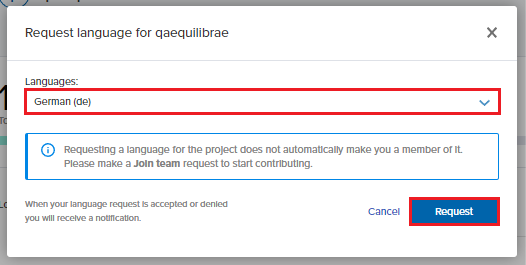 Request language for qaequilibrae
Languages:
German (de)
Requesting a language for the project does not automatically make you a member of it.
Please make a Join team request to start contributing.
When your language request is accepted or denied
you will receive a notification.
Cancel
Request